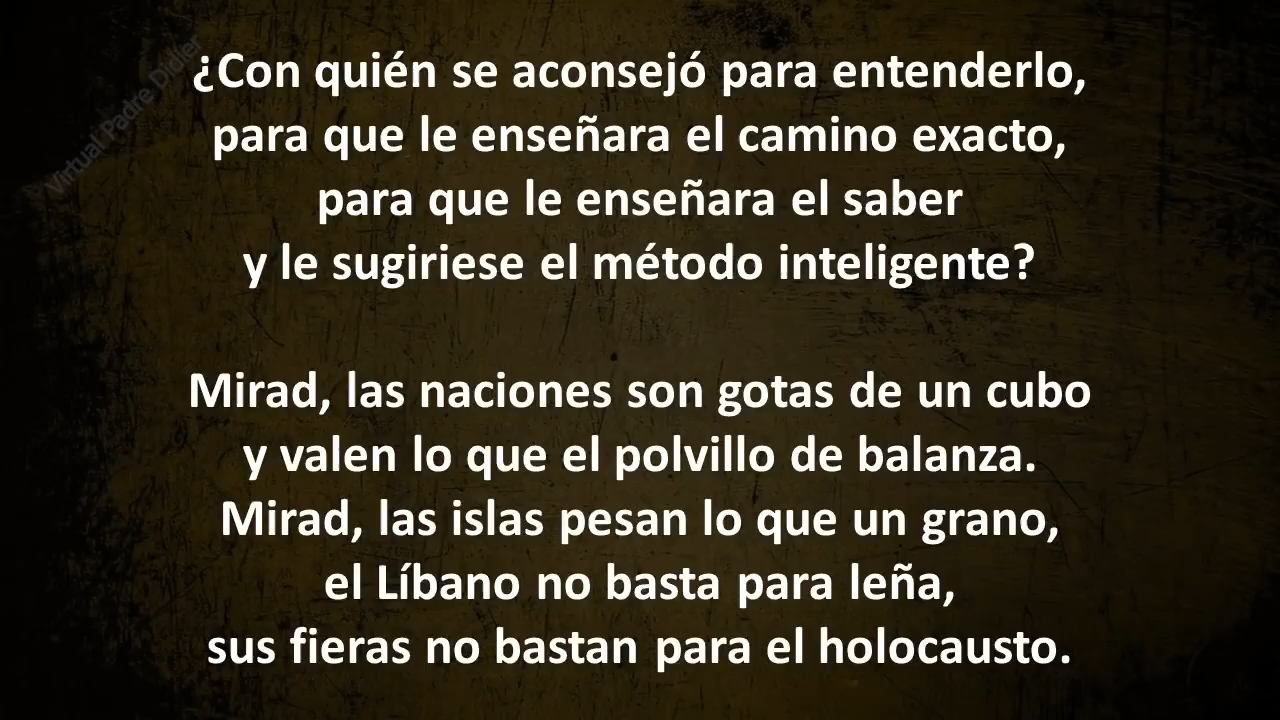 ¿Con quién se aconsejó para entenderlo,
para que le enseñara el camino exacto,
para que le enseñara el saber
y le sugiriese el método inteligente?
Mirad, las naciones son gotas de un cubo
y valen lo que el polvillo de balanza.
Mirad, las islas pesan lo que un grano,
el Líbano no basta para leña,
sus fieras no bastan para el holocausto.
Virtual Padre Didier